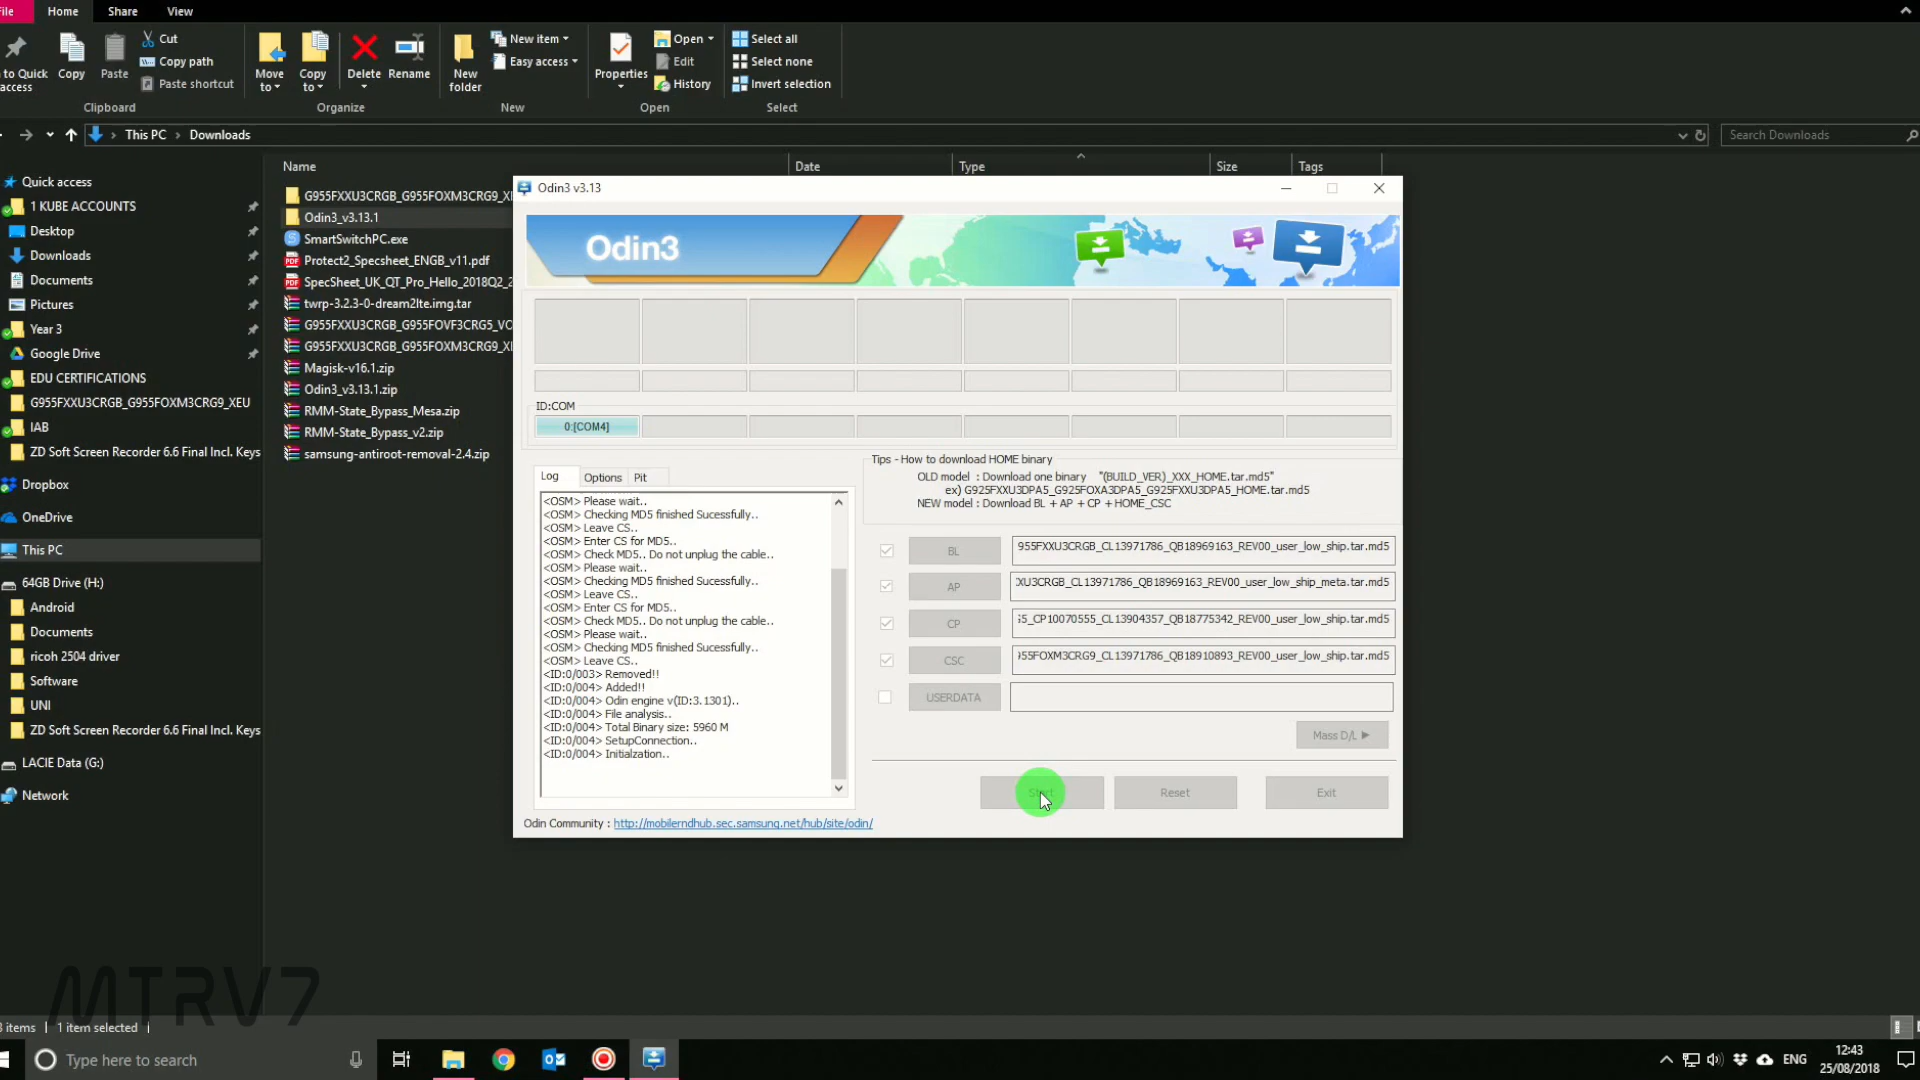 File
Home
Share
View
to Quick
access
Copy
Paste
Cut
Copy path
Paste shortcut
Move
to
Copy
to
Delete
Rename
New
folder
New item
Easy access
Properties
Open
Edit
History
Select all
Select none
Invert selection
Clipboard
Organize
New
Open
Select
This PC
Downloads
Search Downloads
Name
Date
Type
Size
Tags
Quick access
1 KUBE ACCOUNTS
Desktop
Downloads
Documents
Pictures
Year 3
Google Drive
EDU CERTIFICATIONS
G955FXXU3CRGB_G955FOXM3CRG9_XEU
IAB
ZD Soft Screen Recorder 6.6 Final Incl. Keys
Dropbox
OneDrive
This PC
64GB Drive (H:)
Android
Documents
ricoh 2504 driver
Software
UNI
ZD Soft Screen Recorder 6.6 Final Incl. Keys
LACIE Data (G:)
Network
G955FXXU3CRGB_G955FOXM3CRG9_XI
Odin3_v3.13.1
SmartSwitchPC.exe
Protect2_Specsheet_ENGB_v11.pdf
SpecSheet_UK_QT_Pro_Hello_2018Q2_2
twrp-3.2.3-0-dream2lte.img.tar
G955FXXU3CRGB_G955FOVF3CRG5_VO
G955FXXU3CRGB_G955FOXM3CRG9_XI
Magisk-v16.1.zip
Odin3_v3.13.1.zip
RMM-State_Bypass_Mesa.zip
RMM-State_Bypass_v2.zip
samsung-antiroot-removal-2.4.zip
Odin3 v3.13
Odin3
ID:COM
0:[COM4]
Log
Options
Pit
<OSM> Please wait..
<OSM> Checking MD5 finished Sucessfully..
<OSM> Leave CS..
<OSM> Enter CS for MD5..
<OSM> Check MD5.. Do not unplug the cable..
<OSM> Please wait..
<OSM> Checking MD5 finished Sucessfully..
<OSM> Leave CS..
<OSM> Enter CS for MD5..
<OSM> Check MD5.. Do not unplug the cable..
<OSM> Please wait..
<OSM> Checking MD5 finished Sucessfully..
<OSM> Leave CS..
<ID:0/003> Removed!!
<ID:0/004> Added!!
<ID:0/004> Odin engine v(ID:3.1301)..
<ID:0/004> File analysis..
<ID:0/004> Total Binary size: 5960 M
<ID:0/004> SetupConnection..
<ID:0/004> Initialzation..
Tips - How to download HOME binary
OLD model : Download one binary "(BUILD_VER)_XXX_HOME.tar.md5"
ex) G925FXXU3DPA5_G925FOXA3DPA5_G925FXXU3DPA5_HOME.tar.md5
NEW model : Download BL + AP + CP + HOME_CSC
BL
955FXXU3CRGB_CL13971786_QB18969163_REV00_user_low_ship.tar.md5
AP
XU3CRGB_CL13971786_QB18969163_REV00_user_low_ship_meta.tar.md5
CP
5_CP10070555_CL13904357_QB18775342_REV00_user_low_ship.tar.md5
CSC
955FOXM3CRG9_CL13971786_QB18910893_REV00_user_low_ship.tar.md5
USERDATA
Mass D/L
Start
Reset
Exit
Odin Community : http://mobilerndhub.sec.samsung.net/hub/site/odin/
MTRV7
items
1 item selected
Type here to search
ENG
12:43
25/08/2018